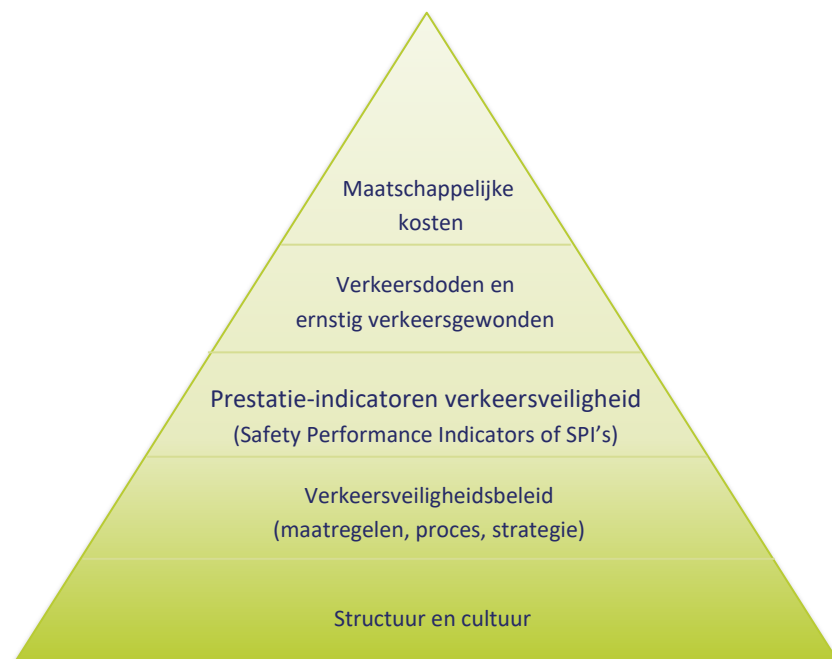 Maatschappelijke
kosten
Verkeersdoden en
ernstig verkeersgewonden
Prestatie-indicatoren verkeersveiligheid
(Safety Performance Indicators of SPI’s)
Verkeersveiligheidsbeleid
(maatregelen, proces, strategie)
Structuur en cultuur